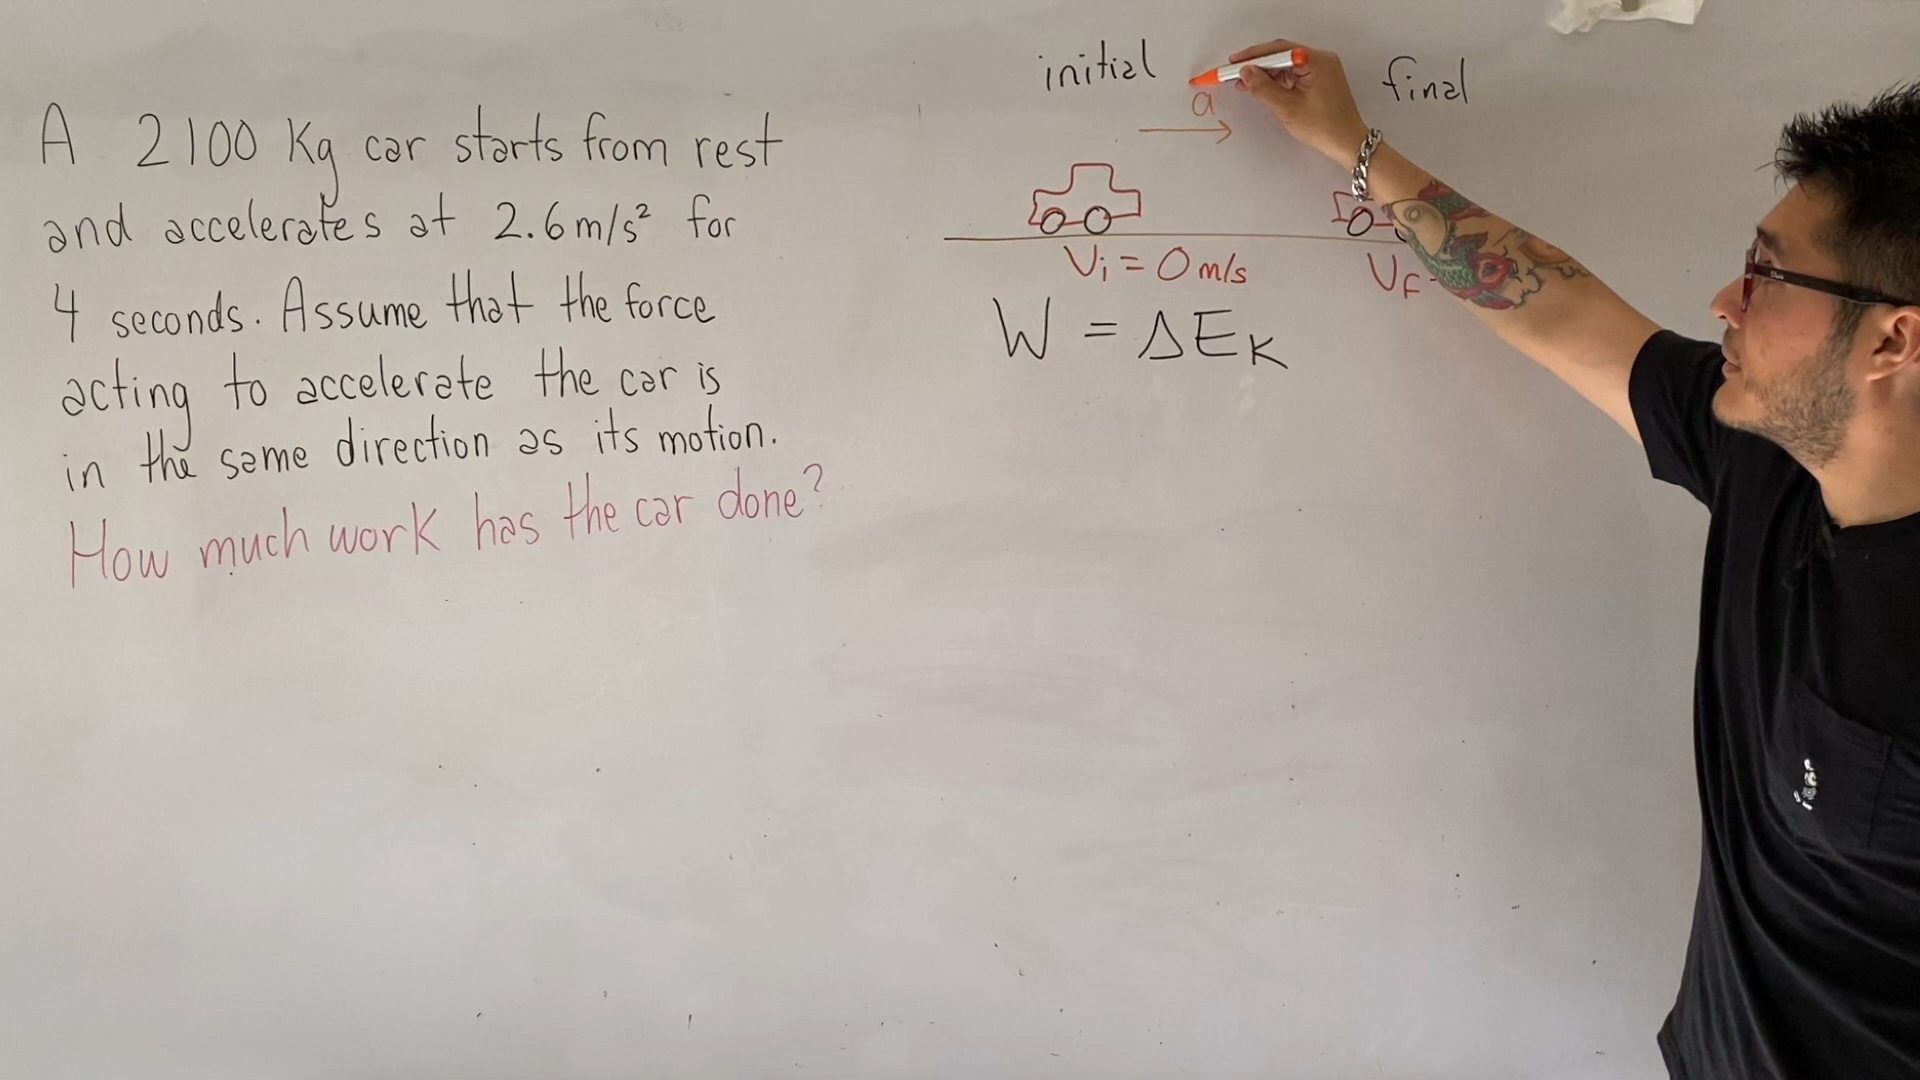 A 2100 Kg car starts from rest
and accelerates at 2.6 m/s² for
4 seconds. Assume that the force
acting to accelerate the car is
in the same direction as its motion.
How much work has the car done?
initial
final
a
Vi = 0 m/s
VF
W = ΔEK